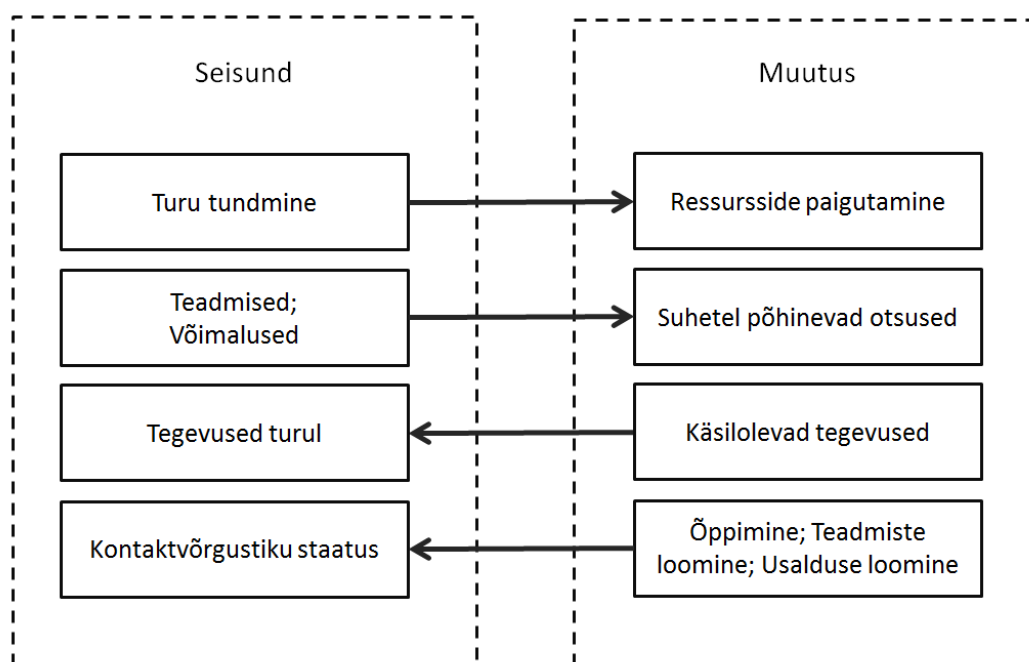 Seisund
Muutus
Turu tundmine
Ressursside paigutamine
Teadmised;
Võimalused
Suhetel põhinevad otsused
Tegevused turul
Käsilolevad tegevused
Kontaktvõrgustiku staatus
Õppimine; Teadmiste
loomine; Usalduse loomine